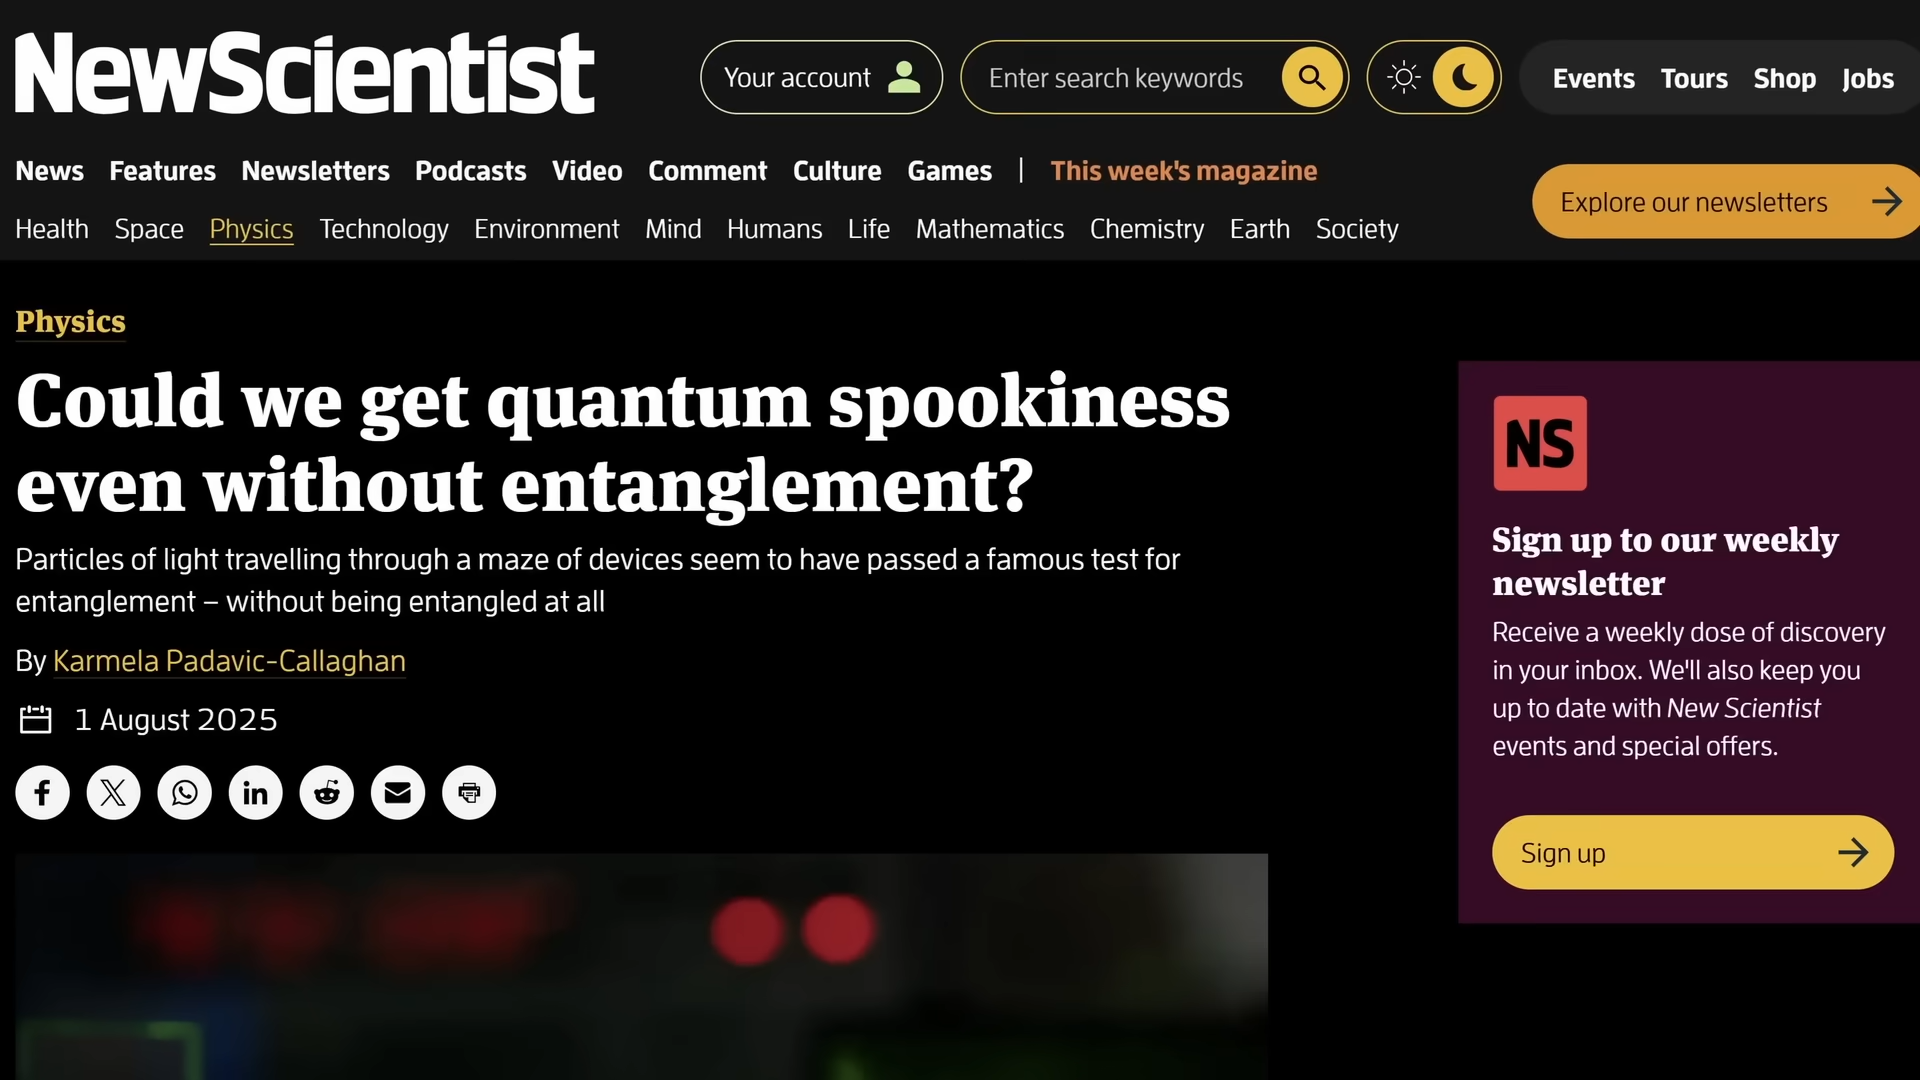 NewScientist
Your account
Enter search keywords
Events Tours Shop Jobs
News Features Newsletters Podcasts Video Comment Culture Games | This week's magazine
Explore our newsletters
Health Space Physics Technology Environment Mind Humans Life Mathematics Chemistry Earth Society
Physics
Could we get quantum spookiness
even without entanglement?
Particles of light travelling through a maze of devices seem to have passed a famous test for
entanglement – without being entangled at all
By Karmela Padavic-Callaghan
1 August 2025
NS
Sign up to our weekly
newsletter
Receive a weekly dose of discovery
in your inbox. We'll also keep you
up to date with New Scientist
events and special offers.
Sign up